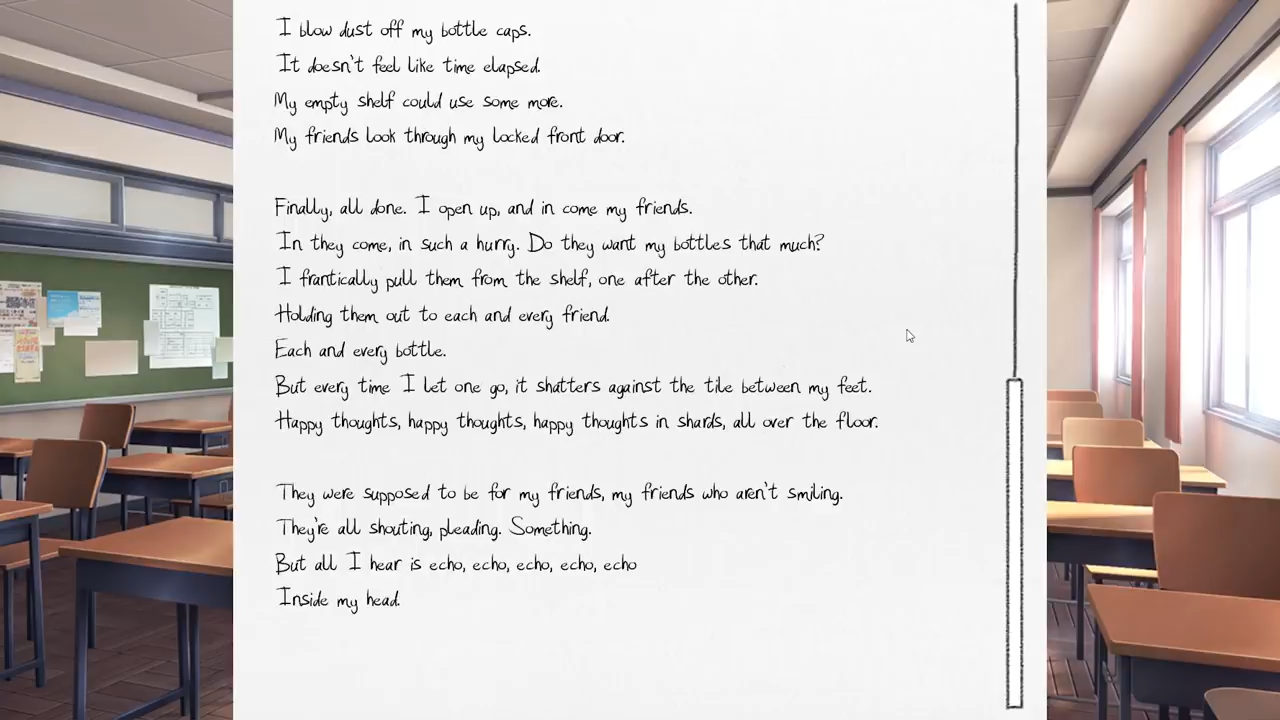 I blow dust off my bottle caps.
It doesn't feel like time elapsed.
My empty shelf could use some more.
My friends look through my locked front door.
Finally, all done. I open up, and in come my friends.
In they come, in such a hurry. Do they want my bottles that much?
I frantically pull them from the shelf, one after the other.
Holding them out to each and every friend.
Each and every bottle.
But every time I let one go, it shatters against the tile between my feet.
Happy thoughts, happy thoughts, happy thoughts in shards, all over the floor.
They were supposed to be for my friends, my friends who aren't smiling.
They're all shouting, pleading. Something.
But all I hear is echo, echo, echo, echo, echo
Inside my head.